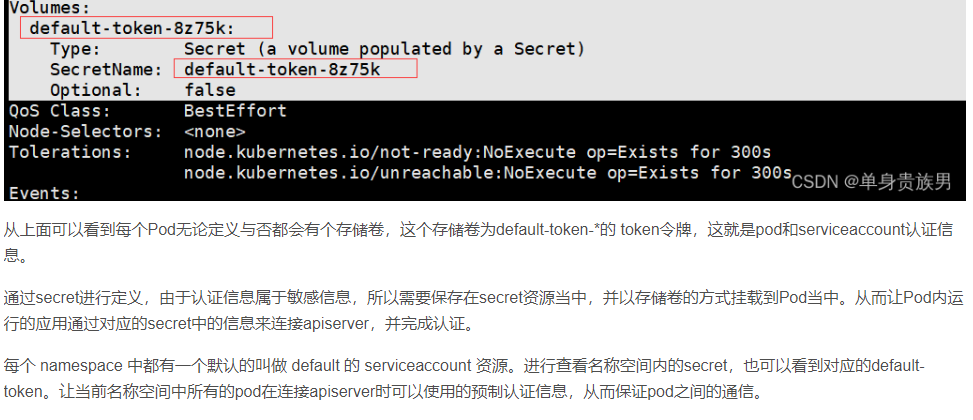 Volumes:
default-token-8z75k:
Type: Secret (a volume populated by a Secret)
SecretName: default-token-8z75k
Optional: false
QoS Class: BestEffort
Node-Selectors: <none>
Tolerations: node.kubernetes.io/not-ready:NoExecute op=Exists for 300s
node.kubernetes.io/unreachable:NoExecute op=Exists for 300s
CSDN @单身贵族男
Events:
从上面可以看到每个Pod无论定义与否都会有个存储卷，这个存储卷为default-token-*的 token令牌，这就是pod和serviceaccount认证信
息。
通过secret进行定义，由于认证信息属于敏感信息，所以需要保存在secret资源当中，并以存储卷的方式挂载到Pod当中。从而让Pod内运
行的应用通过对应的secret中的信息来连接apiserver，并完成认证。
每个 namespace 中都有一个默认的叫做 default 的 serviceaccount 资源。进行查看名称空间内的secret，也可以看到对应的default-
token。让当前名称空间中所有的pod在连接apiserver时可以使用的预制认证信息，从而保证pod之间的通信。